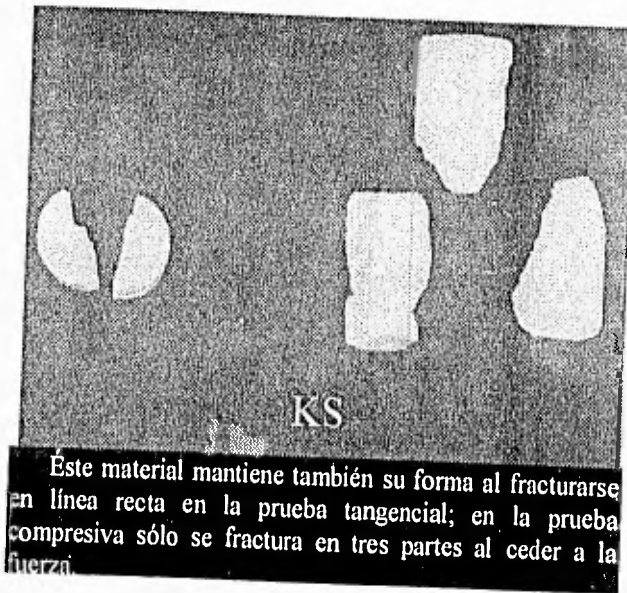 KS
Éste material mantiene también su forma al fracturarse
en línea recta en la prueba tangencial; en la prueba
compresiva sólo se fractura en tres partes al ceder a la
fuerza.